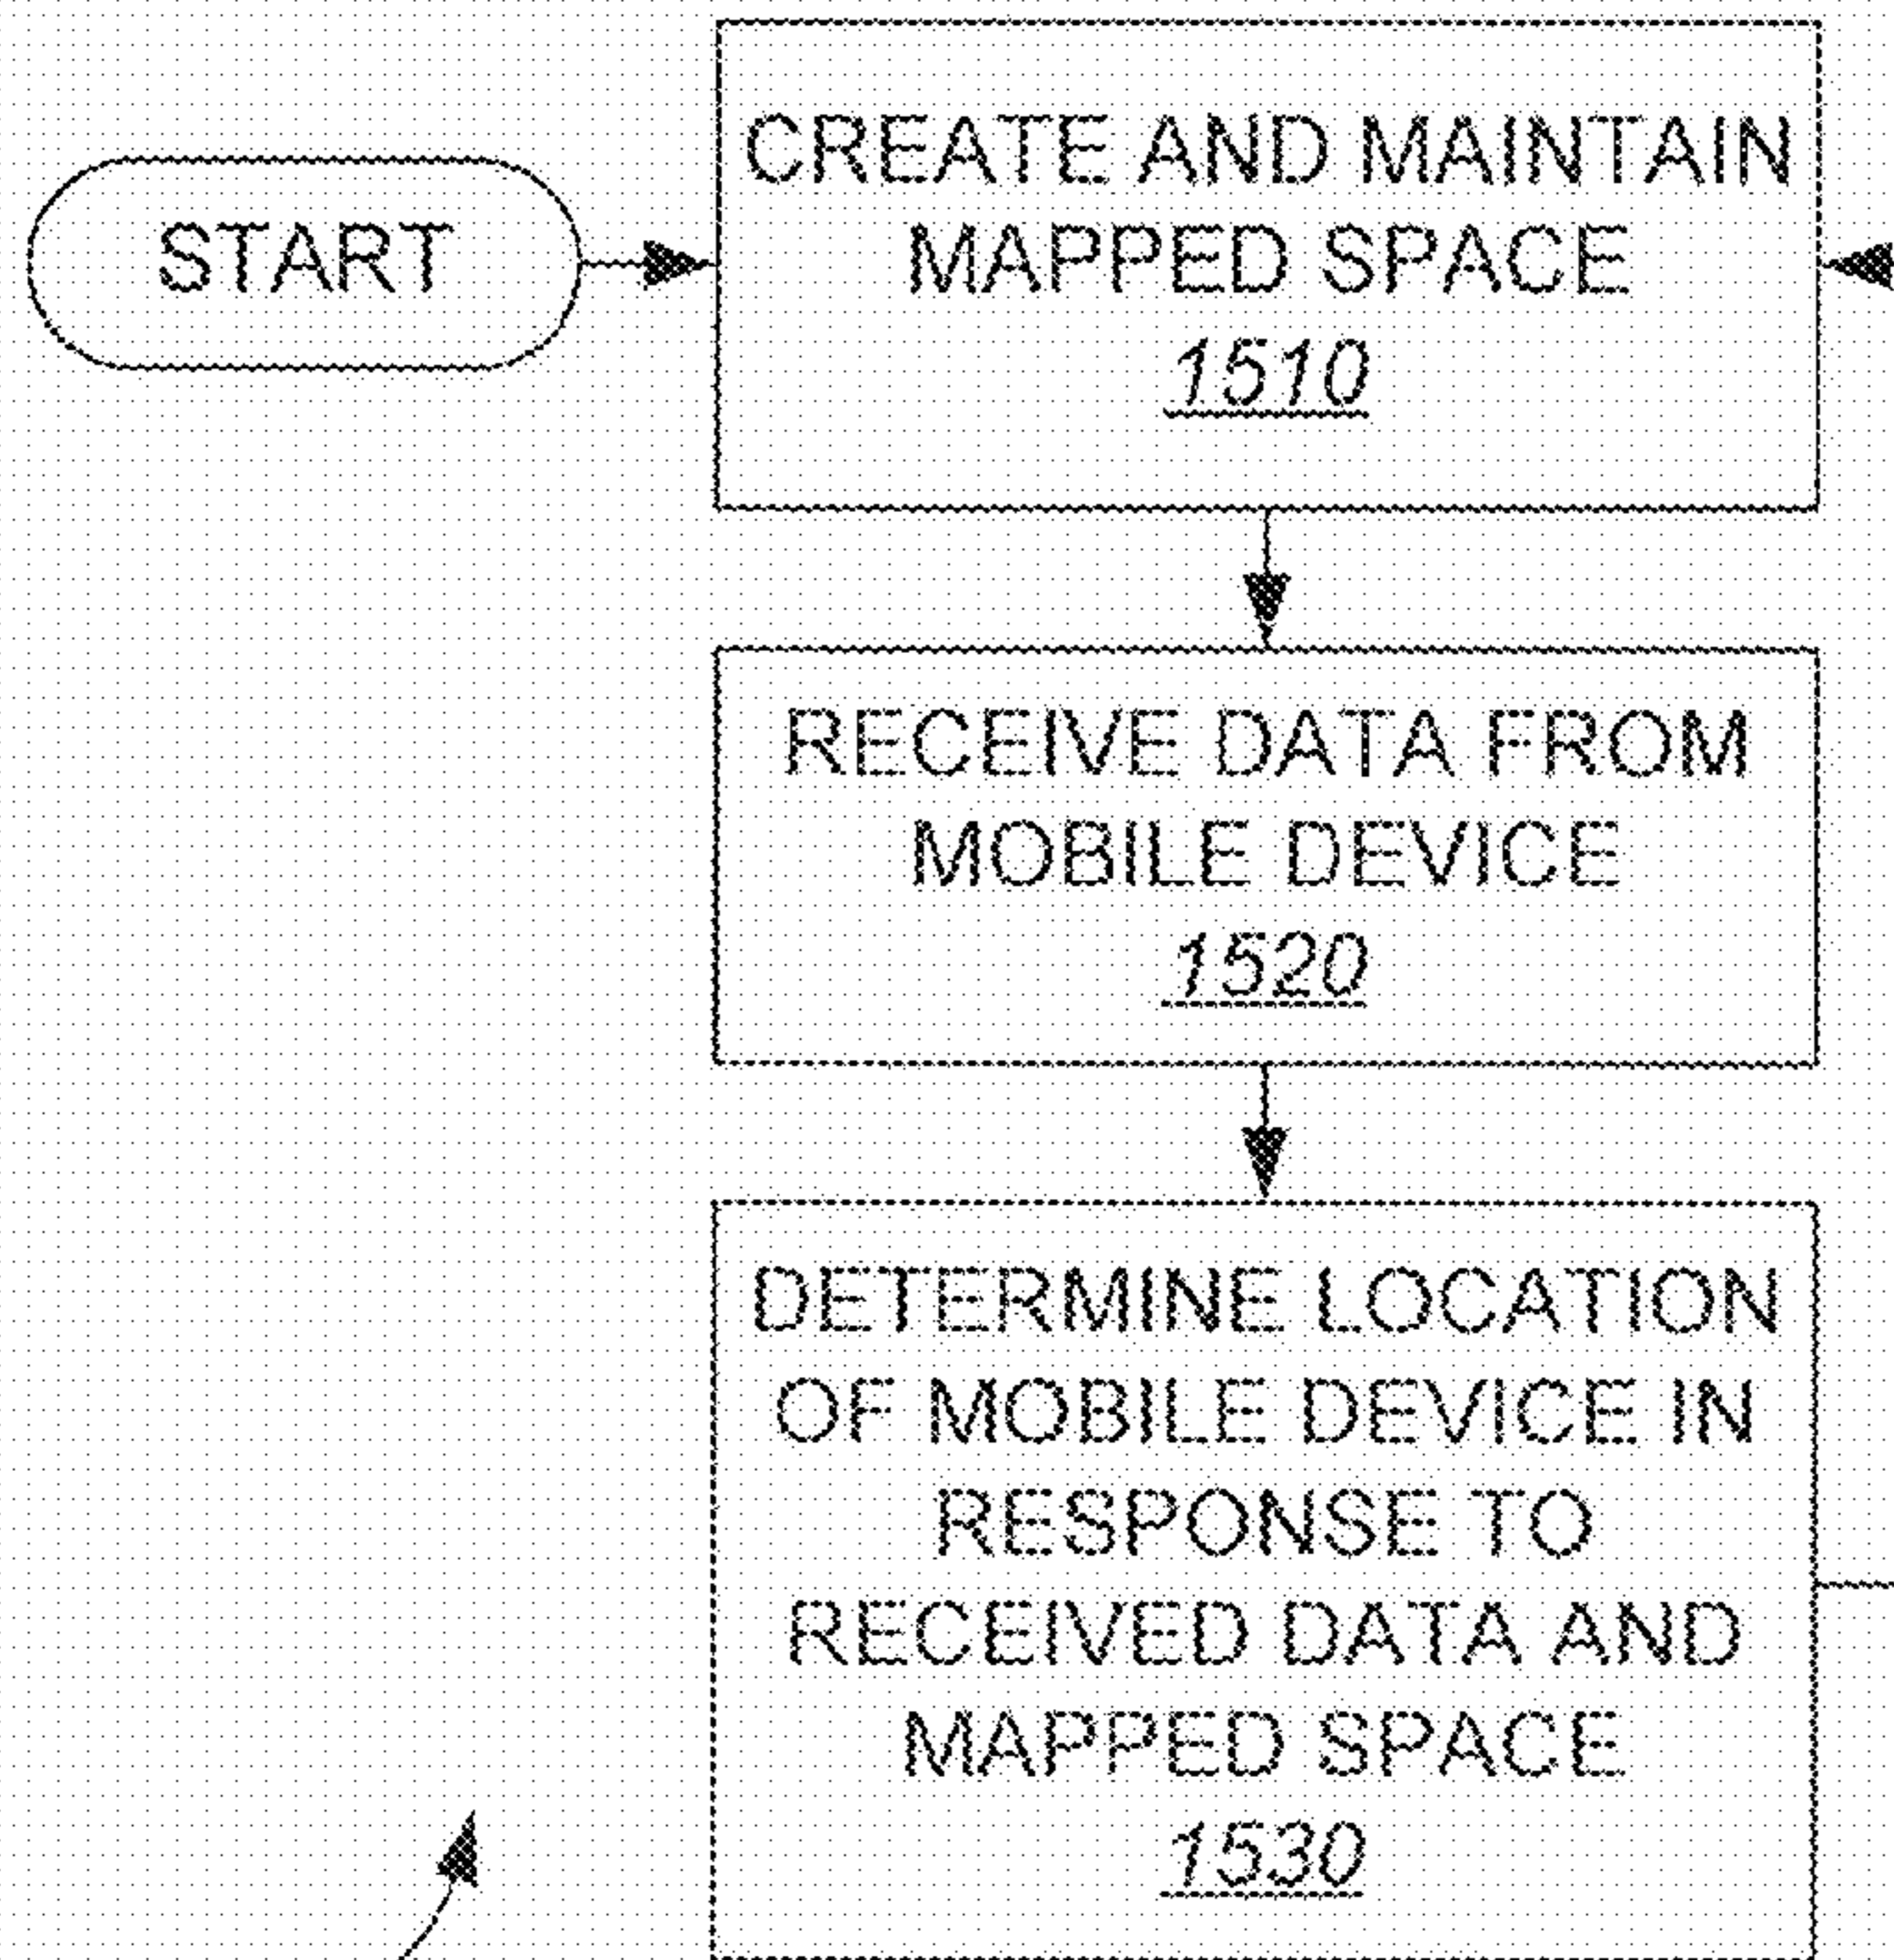 START
CREATE AND MAINTAIN
MAPPED SPACE
1510
RECEIVE DATA FROM
MOBILE DEVICE
1520
DETERMINE LOCATION
OF MOBILE DEVICE IN
RESPONSE TO
RECEIVED DATA AND
MAPPED SPACE
1530